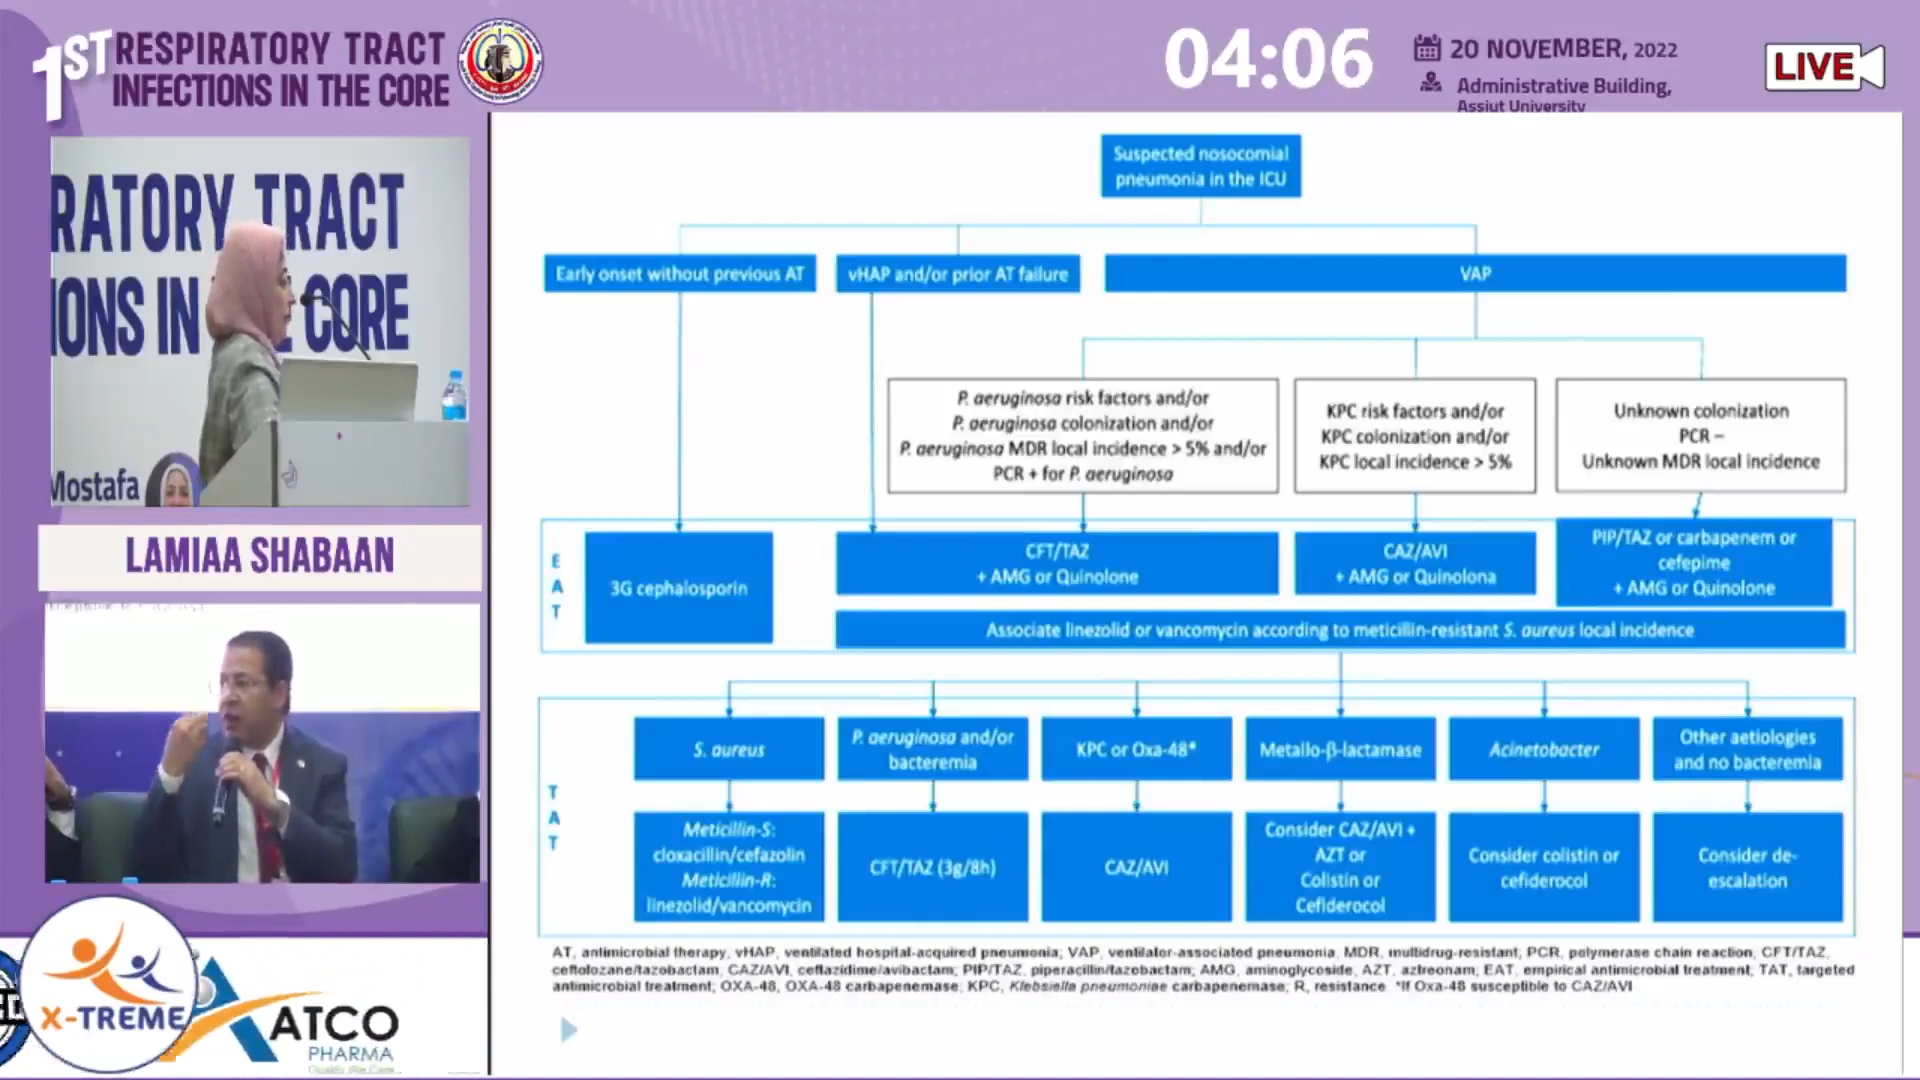 1ST RESPIRATORY TRACT
INFECTIONS IN THE CORE
04:06
20 NOVEMBER, 2022
Administrative Building,
Assiut University
LIVE
RATORY TRACT
IONS IN THE CORE
Mostafa
LAMIAA SHABAAN
X-TREME
ATCO
PHARMA
Suspected nosocomial
pneumonia in the ICU
Early onset without previous AT
vHAP and/or prior AT failure
VAP
P. aeruginosa risk factors and/or
P. aeruginosa colonization and/or
P. aeruginosa MDR local incidence > 5% and/or
PCR + for P. aeruginosa
KPC risk factors and/or
KPC colonization and/or
KPC local incidence > 5%
Unknown colonization
PCR –
Unknown MDR local incidence
E
A
T
3G cephalosporin
CFT/TAZ
+ AMG or Quinolone
CAZ/AVI
+ AMG or Quinolona
PIP/TAZ or carbapenem or
cefepime
+ AMG or Quinolone
Associate linezolid or vancomycin according to meticillin-resistant S. aureus local incidence
T
A
T
S. aureus
P. aeruginosa and/or
bacteremia
KPC or Oxa-48*
Metallo-β-lactamase
Acinetobacter
Other aetiologies
and no bacteremia
Meticillin-S:
cloxacillin/cefazolin
Meticillin-R:
linezolid/vancomycin
CFT/TAZ (3g/8h)
CAZ/AVI
Consider CAZ/AVI +
AZT or
Colistin or
Cefiderocol
Consider colistin or
cefiderocol
Consider de-
escalation
AT, antimicrobial therapy, vHAP, ventilated hospital-acquired pneumonia; VAP, ventilator-associated pneumonia, MDR, multidrug-resistant; PCR, polymerase chain reaction, CFT/TAZ,
ceftolozane/tazobactam, CAZ/AVI, ceftazidime/avibactam; PIP/TAZ, piperacillin/tazobactam; AMG, aminoglycoside, AZT, aztreonam; EAT, empirical antimicrobial treatment; TAT, targeted
antimicrobial treatment; OXA-48, OXA-48 carbapenemase; KPC, Klebsiella pneumoniae carbapenemase; R, resistance *If Oxa-48 susceptible to CAZ/AVI